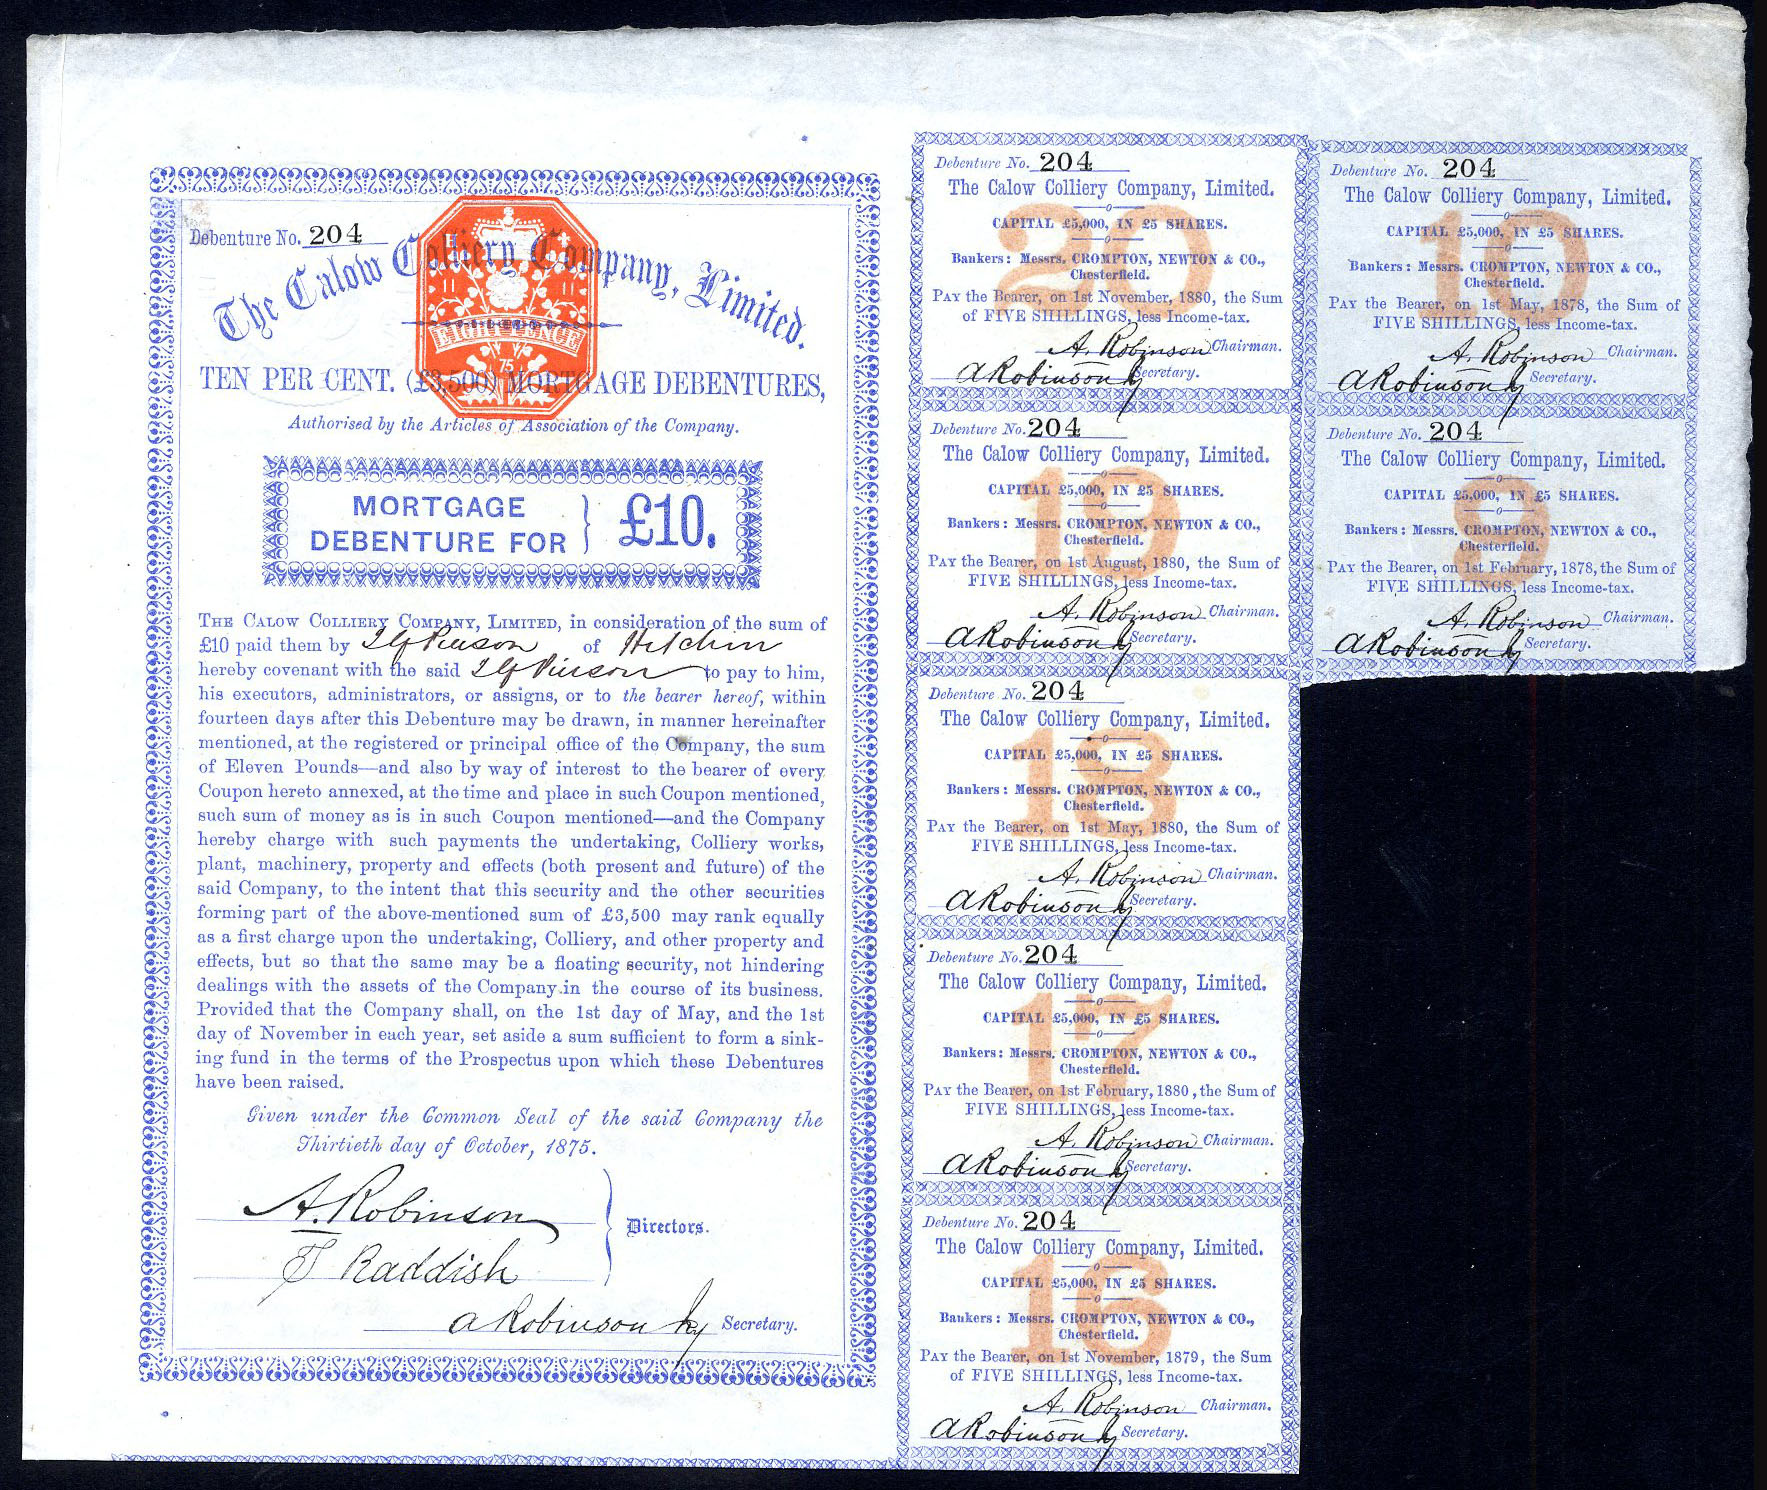 Debenture No. 204
The Calow Colliery Company, Limited.
EIGHT PENCE
75
TEN PER CENT. (£3,500) MORTGAGE DEBENTURES,
Authorised by the Articles of Association of the Company.
MORTGAGE
DEBENTURE FOR } £10.
THE CALOW COLLIERY COMPANY, LIMITED, in consideration of the sum of
£10 paid them by of Hitchin
hereby covenant with the said to pay to him,
his executors, administrators, or assigns, or to the bearer hereof, within
fourteen days after this Debenture may be drawn, in manner hereinafter
mentioned, at the registered or principal office of the Company, the sum
of Eleven Pounds—and also by way of interest to the bearer of every
Coupon hereto annexed, at the time and place in such Coupon mentioned,
such sum of money as is in such Coupon mentioned—and the Company
hereby charge with such payments the undertaking, Colliery works,
plant, machinery, property and effects (both present and future) of the
said Company, to the intent that this security and the other securities
forming part of the above-mentioned sum of £3,500 may rank equally
as a first charge upon the undertaking, Colliery, and other property and
effects, but so that the same may be a floating security, not hindering
dealings with the assets of the Company.in the course of its business.
Provided that the Company shall, on the 1st day of May, and the 1st
day of November in each year, set aside a sum sufficient to form a sink-
ing fund in the terms of the Prospectus upon which these Debentures
have been raised.
Given under the Common Seal of the said Company the
Thirtieth day of October, 1875.
A. Robinson
T Raddish
Directors.
A Robinson Secretary.
Debenture No. 204
The Calow Colliery Company, Limited.
20
CAPITAL £5,000, IN £5 SHARES.
Bankers: Messrs. CROMPTON, NEWTON & CO.,
Chesterfield.
PAY the Bearer, on 1st November, 1880, the Sum
of FIVE SHILLINGS, less Income-tax.
A. Robinson Chairman.
A Robinson Secretary.
Debenture No. 204
The Calow Colliery Company, Limited.
19
CAPITAL £5,000, IN £5 SHARES.
Bankers: Messrs. CROMPTON, NEWTON & CO.,
Chesterfield.
PAY the Bearer, on 1st August, 1880, the Sum of
FIVE SHILLINGS, less Income-tax.
A. Robinson Chairman.
A Robinson Secretary.
Debenture No. 204
The Calow Colliery Company, Limited.
18
CAPITAL £5,000, IN £5 SHARES.
Bankers: Messrs. CROMPTON, NEWTON & CO.,
Chesterfield.
PAY the Bearer, on 1st May, 1880, the Sum of
FIVE SHILLINGS, less Income-tax.
A. Robinson Chairman.
A Robinson Secretary.
Debenture No. 204
The Calow Colliery Company, Limited.
17
CAPITAL £5,000, IN £5 SHARES.
Bankers: Messrs. CROMPTON, NEWTON & CO.,
Chesterfield.
PAY the Bearer, on 1st February, 1880, the Sum of
FIVE SHILLINGS, less Income-tax.
A. Robinson Chairman.
A Robinson Secretary.
Debenture No. 204
The Calow Colliery Company, Limited.
16
CAPITAL £5,000, IN £5 SHARES.
Bankers: Messrs. CROMPTON, NEWTON & CO.,
Chesterfield.
PAY the Bearer, on 1st November, 1879, the Sum
of FIVE SHILLINGS, less Income-tax.
A. Robinson Chairman.
A Robinson Secretary.
Debenture No. 204
The Calow Colliery Company, Limited.
10
CAPITAL £5,000, IN £5 SHARES.
Bankers: Messrs. CROMPTON, NEWTON & CO.,
Chesterfield.
PAY the Bearer, on 1st May, 1878, the Sum of
FIVE SHILLINGS, less Income-tax.
A. Robinson Chairman.
A Robinson Secretary.
Debenture No. 204
The Calow Colliery Company, Limited.
9
CAPITAL £5,000, IN £5 SHARES.
Bankers: Messrs. CROMPTON, NEWTON & CO.,
Chesterfield.
PAY the Bearer, on 1st February, 1878, the Sum of
FIVE SHILLINGS, less Income-tax.
A. Robinson Chairman.
A Robinson Secretary.